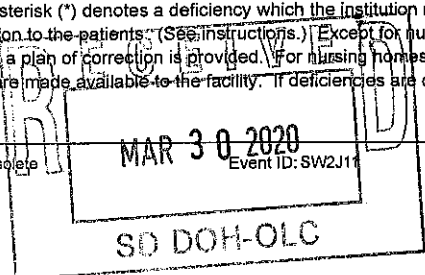 sterisk (*) denotes a deficiency which the institution
on to the patients. (See instructions.) Except for nu
a plan of correction is provided. For nursing homes
are made available to the facility. If deficiencies are
RECEIVED
MAR 30 2020
solete
Event ID: SW2J11
SD DOH-OLC